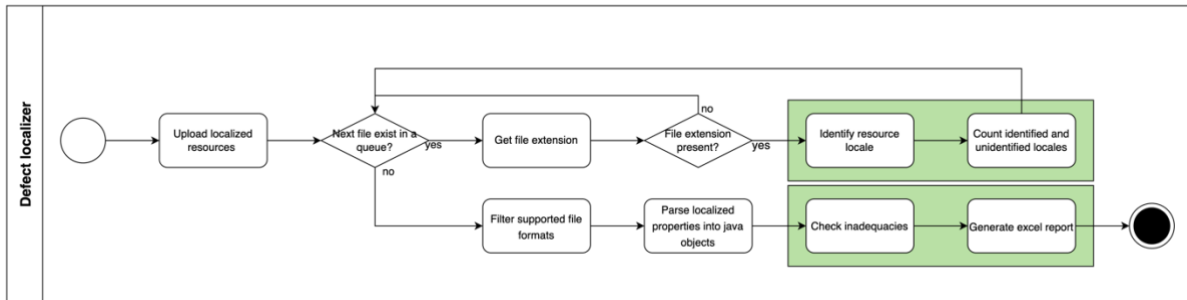 Defect localizer
Upload localized
resources
Next file exist in a
queue?
yes
no
Get file extension
no
File extension
present?
yes
Identify resource
locale
Count identified and
unidentified locales
Filter supported file
formats
Parse localized
properties into java
objects
Check inadequacies
Generate excel report